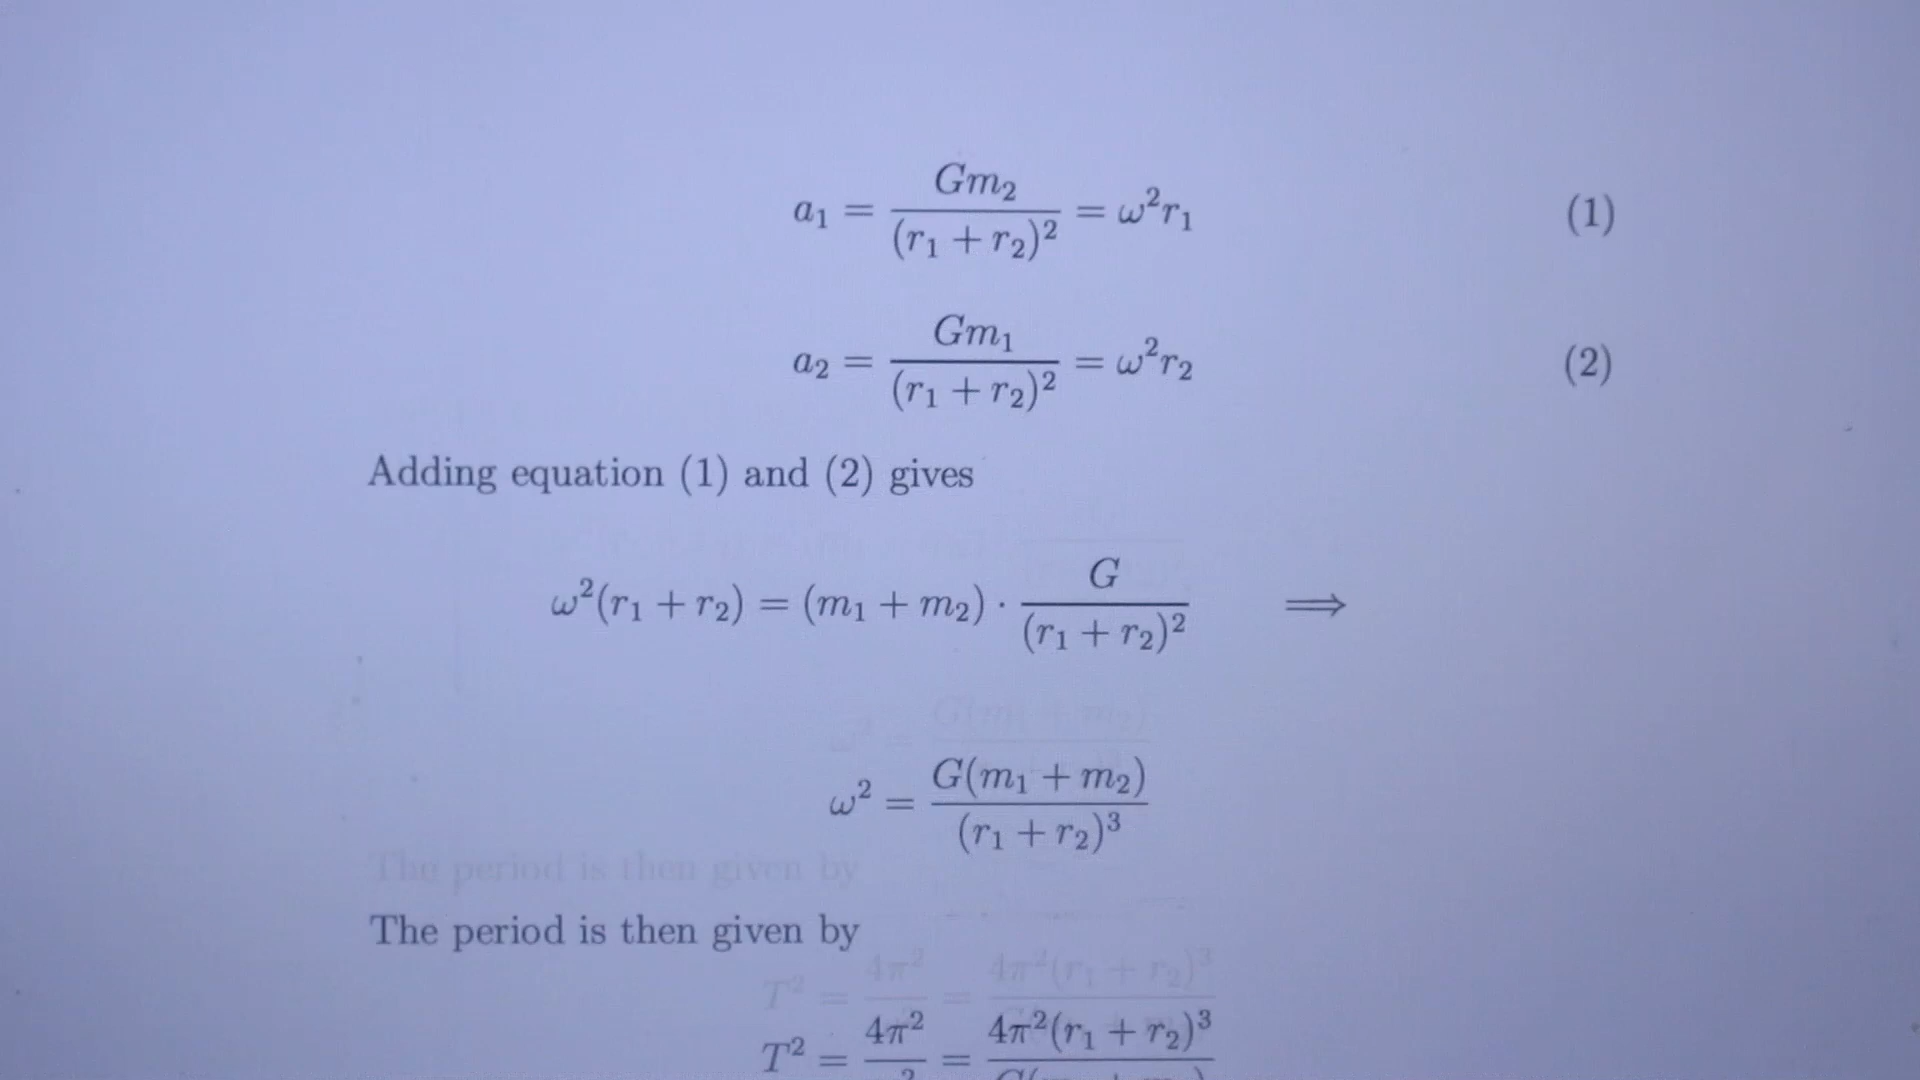 a₁ = Gm₂/(r₁ + r₂)² = ω²r₁ (1)
a₂ = Gm₁/(r₁ + r₂)² = ω²r₂ (2)
Adding equation (1) and (2) gives
ω²(r₁ + r₂) = (m₁ + m₂) · G/(r₁ + r₂)² ⟹
ω² = G(m₁ + m₂)/(r₁ + r₂)³
The period is then given by
T² = 4π² = 4π²(r₁ + r₂)³